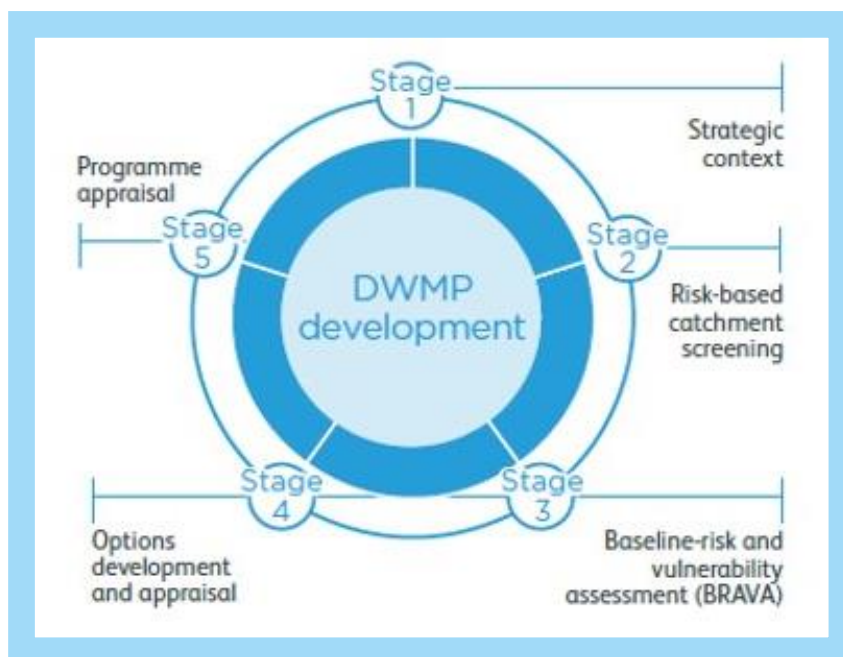 Stage
1
Strategic
context
Stage
2
Risk-based
catchment
screening
Stage
3
Baseline-risk and
vulnerability
assessment (BRAVA)
Stage
4
Options
development
and appraisal
Stage
5
Programme
appraisal
DWMP
development